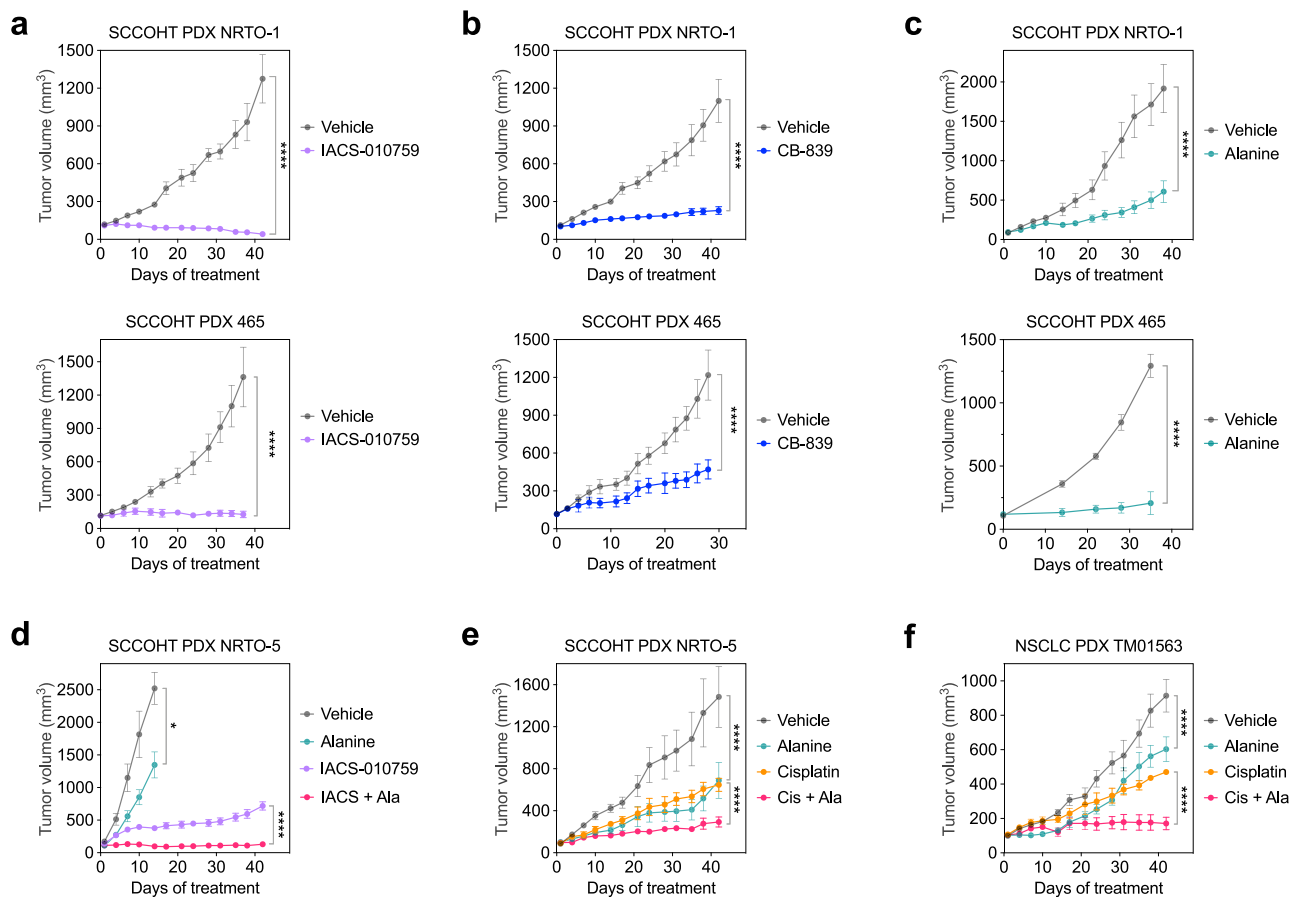 a
SCCOHT PDX NRTO-1
Tumor volume (mm³)
1500
1200
900
600
300
0
0 10 20 30 40
Days of treatment
Vehicle
IACS-010759
****
SCCOHT PDX 465
Tumor volume (mm³)
1500
1200
900
600
300
0
0 10 20 30 40
Days of treatment
Vehicle
IACS-010759
****
b
SCCOHT PDX NRTO-1
Tumor volume (mm³)
1500
1200
900
600
300
0
0 10 20 30 40
Days of treatment
Vehicle
CB-839
****
SCCOHT PDX 465
Tumor volume (mm³)
1500
1200
900
600
300
0
0 10 20 30
Days of treatment
Vehicle
CB-839
****
c
SCCOHT PDX NRTO-1
Tumor volume (mm³)
2000
1500
1000
500
0
0 10 20 30 40
Days of treatment
Vehicle
Alanine
****
SCCOHT PDX 465
Tumor volume (mm³)
1500
1000
500
0
0 10 20 30 40
Days of treatment
Vehicle
Alanine
****
d
SCCOHT PDX NRTO-5
Tumor volume (mm³)
2500
2000
1500
1000
500
0
0 10 20 30 40
Days of treatment
*
Vehicle
Alanine
IACS-010759
IACS + Ala
****
e
SCCOHT PDX NRTO-5
Tumor volume (mm³)
1600
1200
800
400
0
0 10 20 30 40
Days of treatment
Vehicle
Alanine
Cisplatin
Cis + Ala
****
****
f
NSCLC PDX TM01563
Tumor volume (mm³)
1000
800
600
400
200
0
0 10 20 30 40
Days of treatment
Vehicle
Alanine
Cisplatin
Cis + Ala
****
****